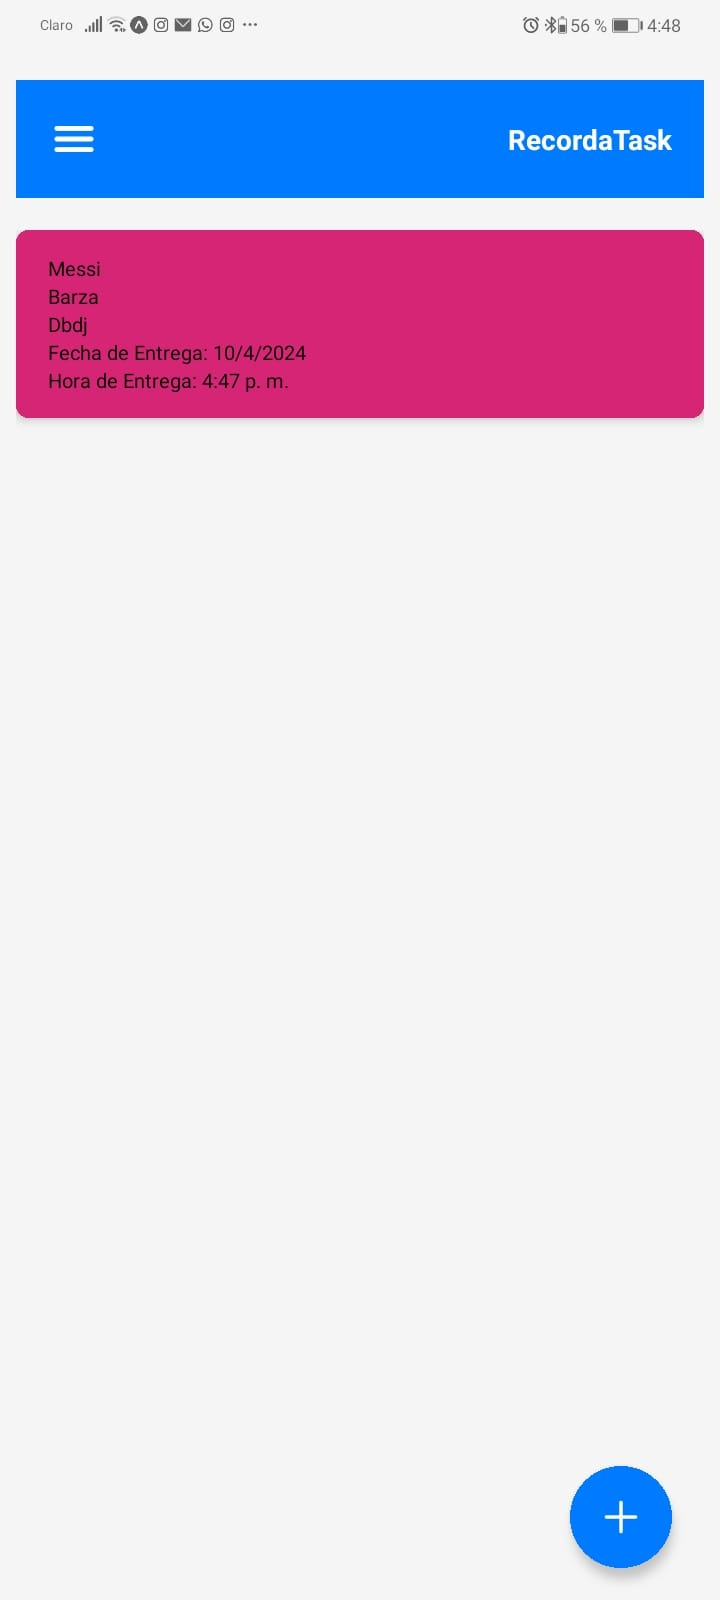 Claro 56 % 4:48
RecordaTask
Messi
Barza
Dbdj
Fecha de Entrega: 10/4/2024
Hora de Entrega: 4:47 p. m.